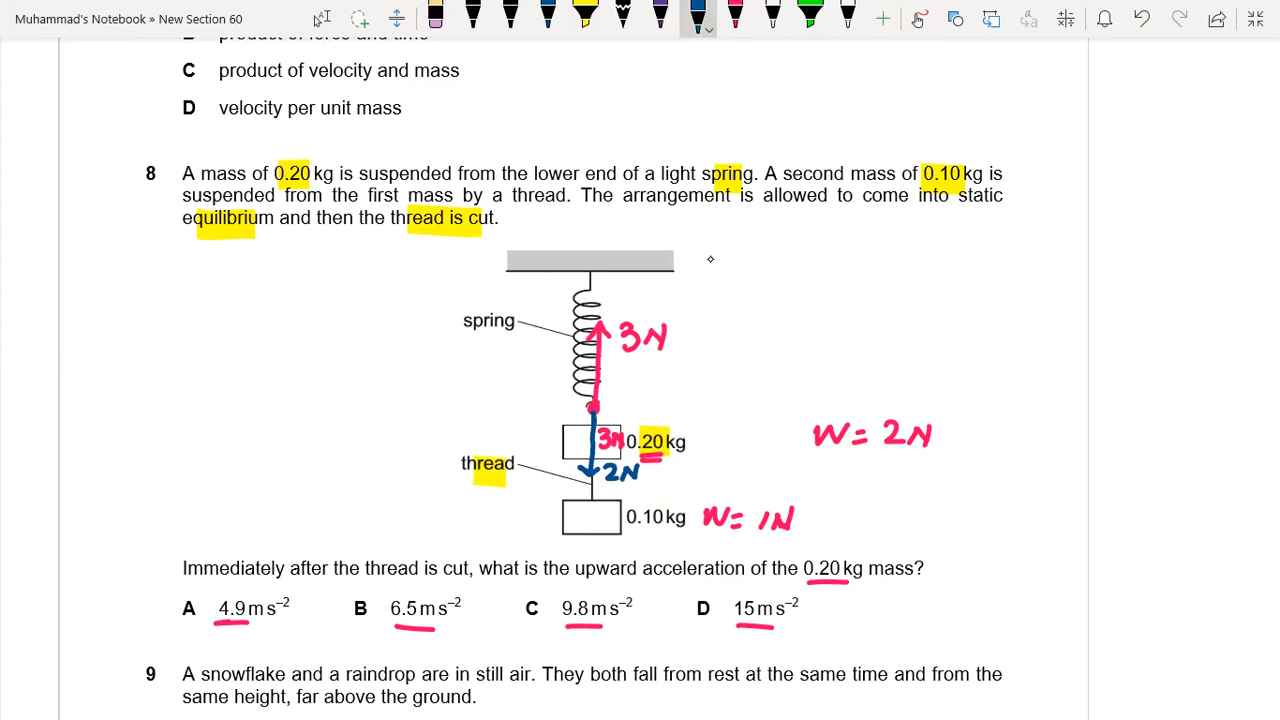 Muhammad's Notebook » New Section 60
B product of force and time
C product of velocity and mass
D velocity per unit mass
8 A mass of 0.20 kg is suspended from the lower end of a light spring. A second mass of 0.10 kg is
suspended from the first mass by a thread. The arrangement is allowed to come into static
equilibrium and then the thread is cut.
spring
3N
3N 0.20 kg
W = 2N
thread
2N
0.10 kg W = 1N
Immediately after the thread is cut, what is the upward acceleration of the 0.20 kg mass?
A 4.9 m s⁻² B 6.5 m s⁻² C 9.8 m s⁻² D 15 m s⁻²
9 A snowflake and a raindrop are in still air. They both fall from rest at the same time and from the
same height, far above the ground.